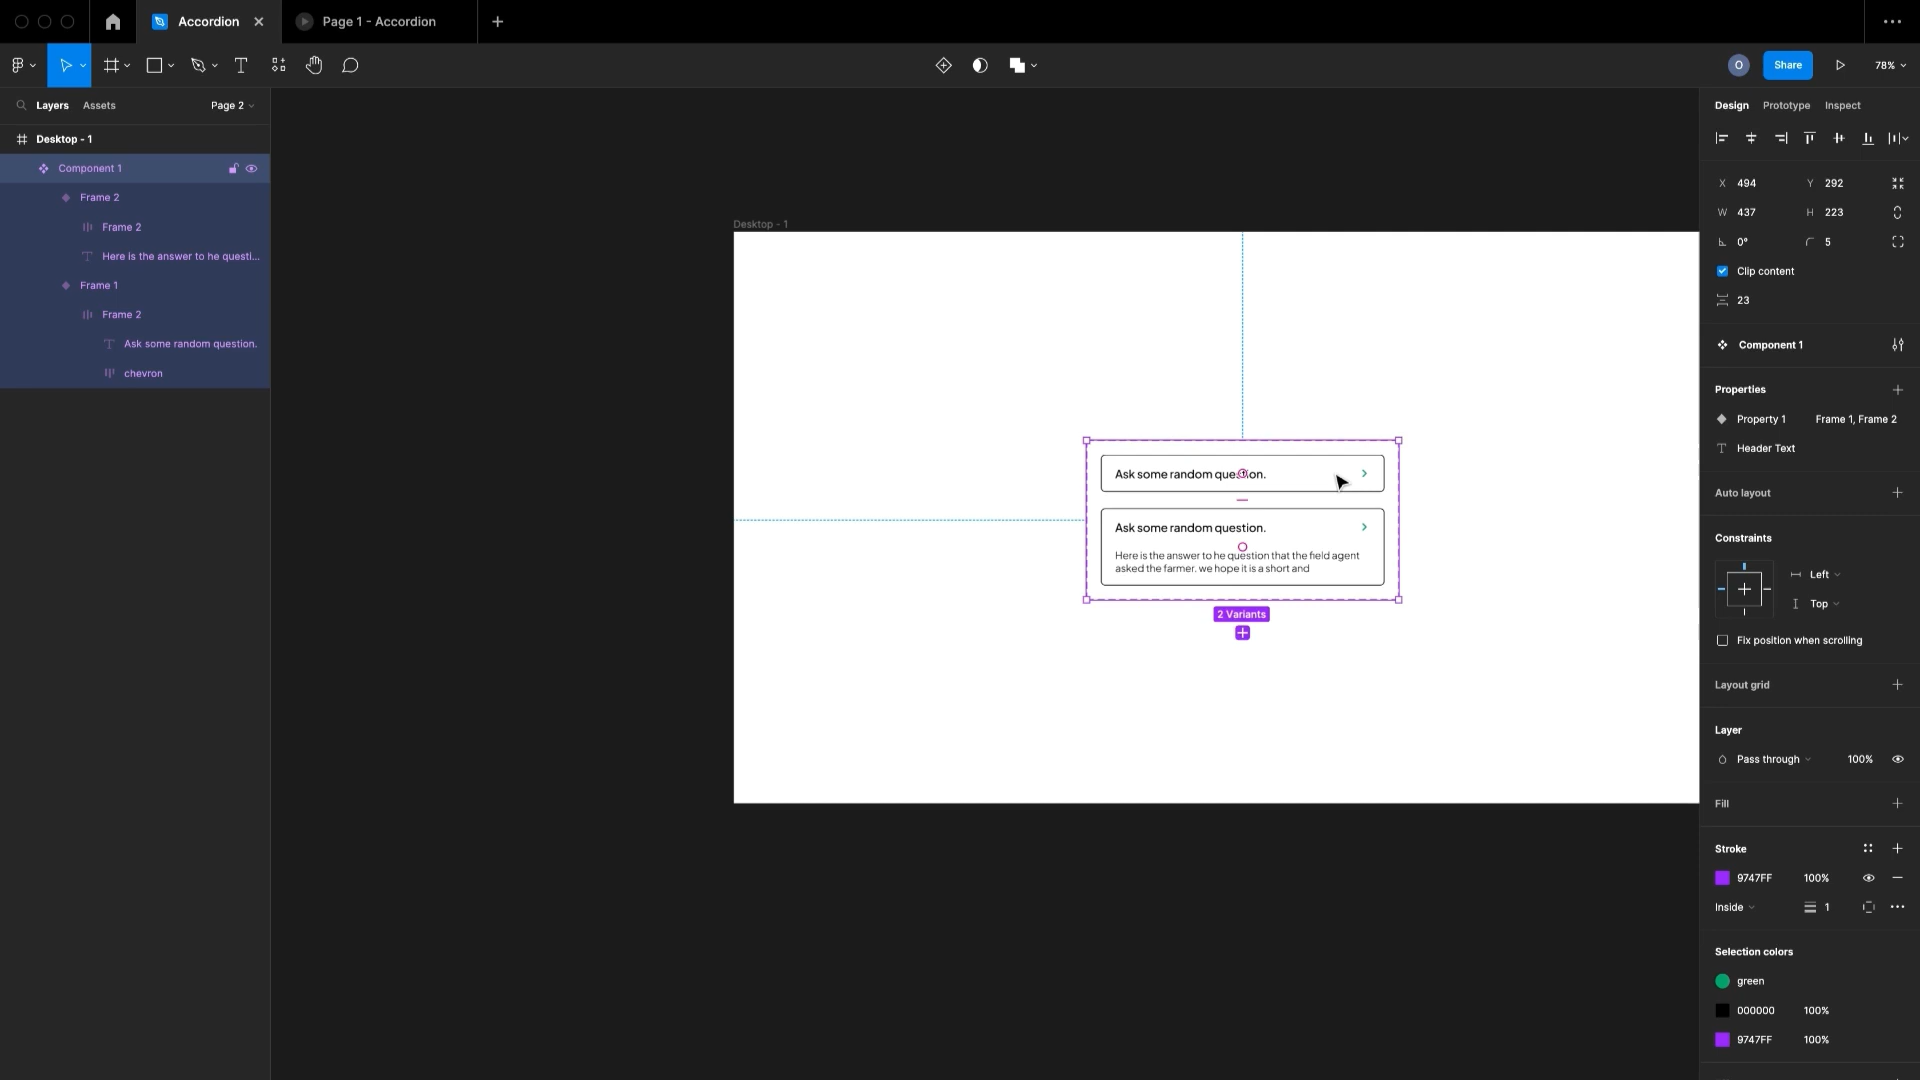 Accordion
Page 1 - Accordion
O
Share
78%
Layers
Assets
Page 2
Desktop - 1
Component 1
Frame 2
Frame 2
Here is the answer to he questi...
Frame 1
Frame 2
Ask some random question.
chevron
Desktop - 1
Ask some random question.
Ask some random question.
Here is the answer to he question that the field agent
asked the farmer. we hope it is a short and
2 Variants
Design
Prototype
Inspect
X 494
Y 292
W 437
H 223
0°
5
Clip content
23
Component 1
Properties
Property 1
Frame 1, Frame 2
Header Text
Auto layout
Constraints
Left
Top
Fix position when scrolling
Layout grid
Layer
Pass through
100%
Fill
Stroke
9747FF
100%
Inside
1
Selection colors
green
000000
100%
9747FF
100%